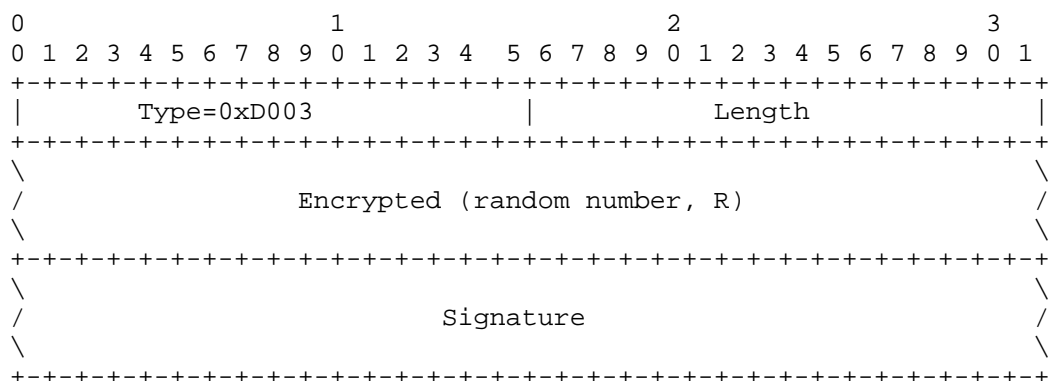 0                   1                   2                   3
0 1 2 3 4 5 6 7 8 9 0 1 2 3 4  5 6 7 8 9 0 1 2 3 4 5 6 7 8 9 0 1
+-+-+-+-+-+-+-+-+-+-+-+-+-+-+-+-+-+-+-+-+-+-+-+-+-+-+-+-+-+-+-+-+
|       Type=0xD003             |           Length              |
+-+-+-+-+-+-+-+-+-+-+-+-+-+-+-+-+-+-+-+-+-+-+-+-+-+-+-+-+-+-+-+-+
\                                                               \
/                 Encrypted (random number, R)                  /
\                                                               \
+-+-+-+-+-+-+-+-+-+-+-+-+-+-+-+-+-+-+-+-+-+-+-+-+-+-+-+-+-+-+-+-+
\                                                               \
/                          Signature                            /
\                                                               \
+-+-+-+-+-+-+-+-+-+-+-+-+-+-+-+-+-+-+-+-+-+-+-+-+-+-+-+-+-+-+-+-+